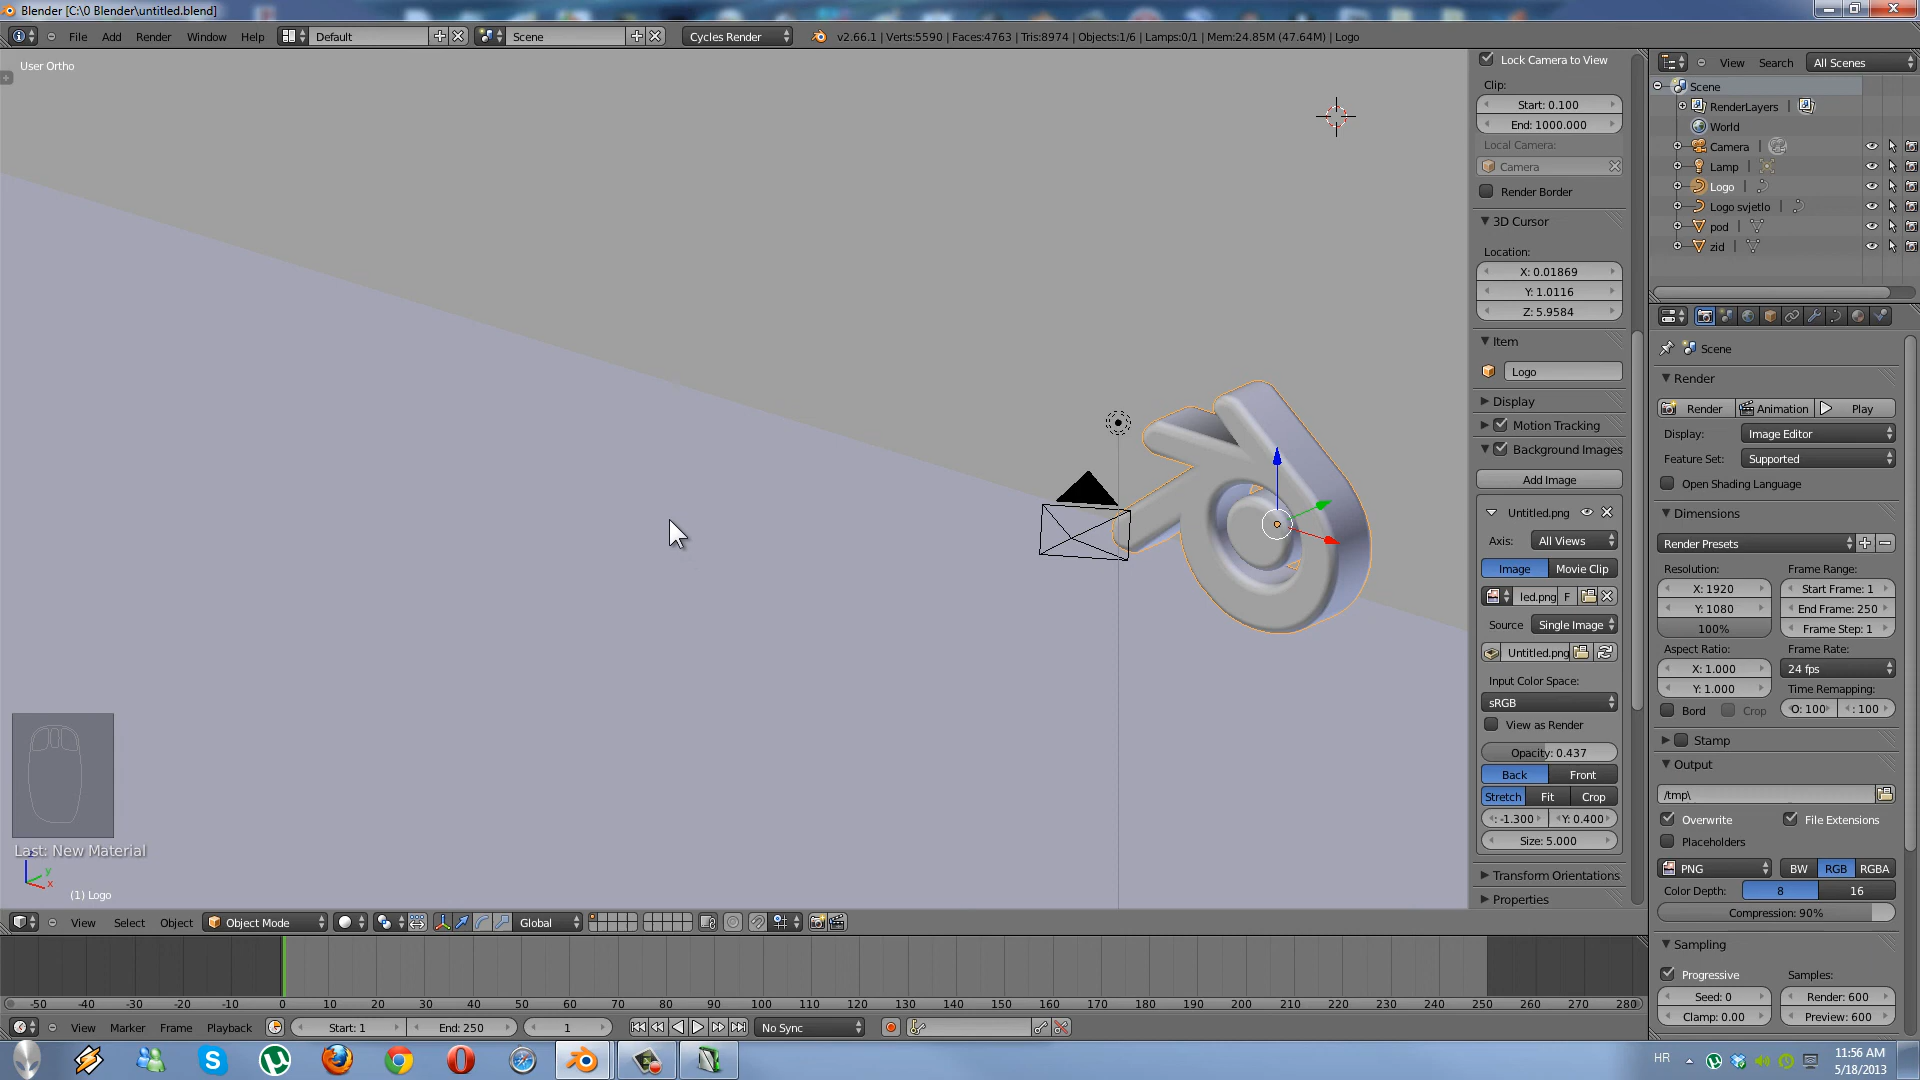 Blender [C:\0 Blender\untitled.blend]
File Add Render Window Help Default Scene Cycles Render v2.66.1 | Verts:5590 | Faces:4763 | Tris:8974 | Objects:1/6 | Lamps:0/1 | Mem:24.85M (47.64M) | Logo
User Ortho
Last: New Material
z
y
x
(1) Logo
Lock Camera to View
Clip:
Start: 0.100
End: 1000.000
Local Camera:
Camera
Render Border
3D Cursor
Location:
X: 0.01869
Y: 1.0116
Z: 5.9584
Item
Logo
Display
Motion Tracking
Background Images
Add Image
Untitled.png
Axis: All Views
Image Movie Clip
led.png F
Source Single Image
Untitled.png
Input Color Space:
sRGB
View as Render
Opacity: 0.437
Back Front
Stretch Fit Crop
: -1.300 Y: 0.400
Size: 5.000
Transform Orientations
Properties
View Search All Scenes
Scene
RenderLayers |
World
Camera |
Lamp |
Logo |
Logo svjetlo |
pod |
zid |
Scene
Render
Render Animation Play
Display: Image Editor
Feature Set: Supported
Open Shading Language
Dimensions
Render Presets
Resolution: Frame Range:
X: 1920 Start Frame: 1
Y: 1080 End Frame: 250
100% Frame Step: 1
Aspect Ratio: Frame Rate:
X: 1.000 24 fps
Y: 1.000 Time Remapping:
Bord Crop O: 100 : 100
Stamp
Output
/tmp\
Overwrite File Extensions
Placeholders
PNG BW RGB RGBA
Color Depth: 8 16
Compression: 90%
Sampling
Progressive Samples:
Seed: 0 Render: 600
Clamp: 0.00 Preview: 600
View Select Object Object Mode Global
-50 -40 -30 -20 -10 0 10 20 30 40 50 60 70 80 90 100 110 120 130 140 150 160 170 180 190 200 210 220 230 240 250 260 270 280
View Marker Frame Playback Start: 1 End: 250 1 No Sync
HR
11:56 AM
5/18/2013